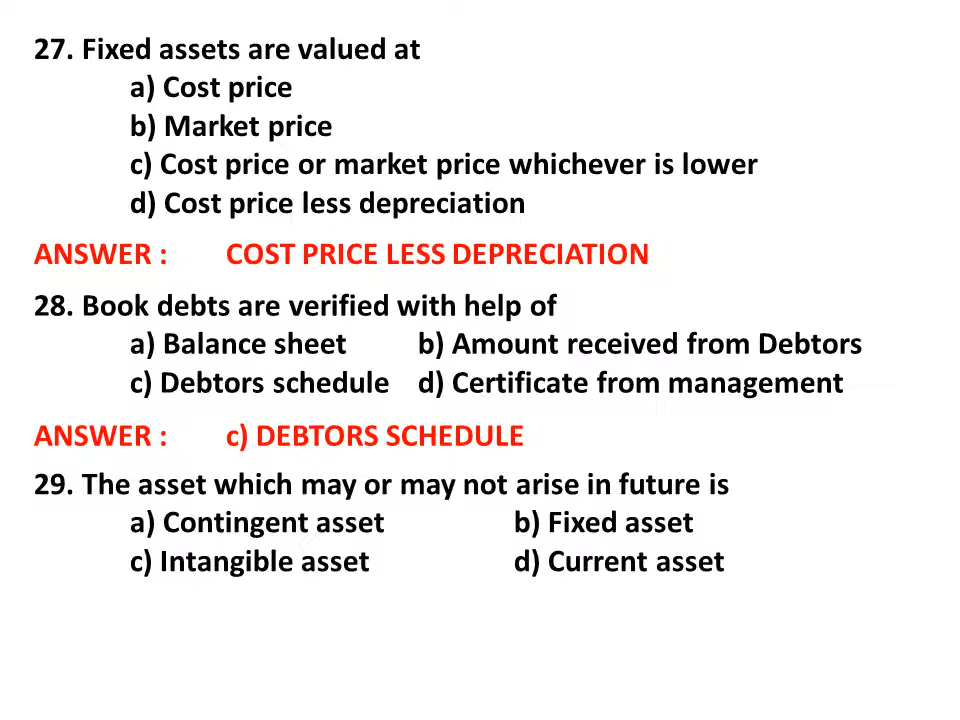 27. Fixed assets are valued at
a) Cost price
b) Market price
c) Cost price or market price whichever is lower
d) Cost price less depreciation
ANSWER : COST PRICE LESS DEPRECIATION
28. Book debts are verified with help of
a) Balance sheet b) Amount received from Debtors
c) Debtors schedule d) Certificate from management
ANSWER : c) DEBTORS SCHEDULE
29. The asset which may or may not arise in future is
a) Contingent asset b) Fixed asset
c) Intangible asset d) Current asset